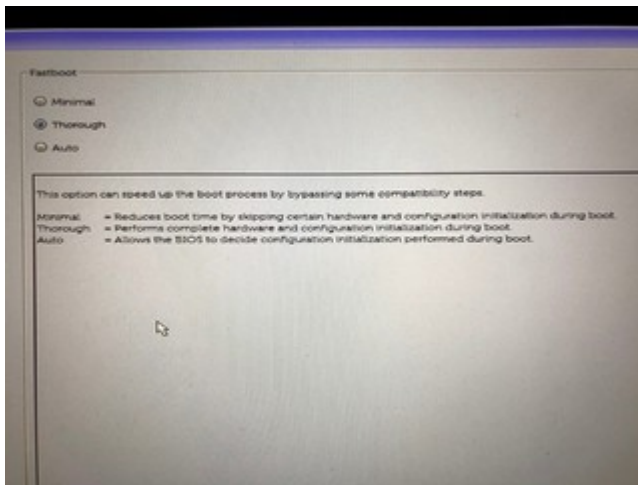 Fastboot
Minimal
Thorough
Auto
This option can speed up the boot process by bypassing some compatibility steps.
Minimal = Reduces boot time by skipping certain hardware and configuration initialization during boot.
Thorough = Performs complete hardware and configuration initialization during boot.
Auto = Allows the BIOS to decide configuration initialization performed during boot.